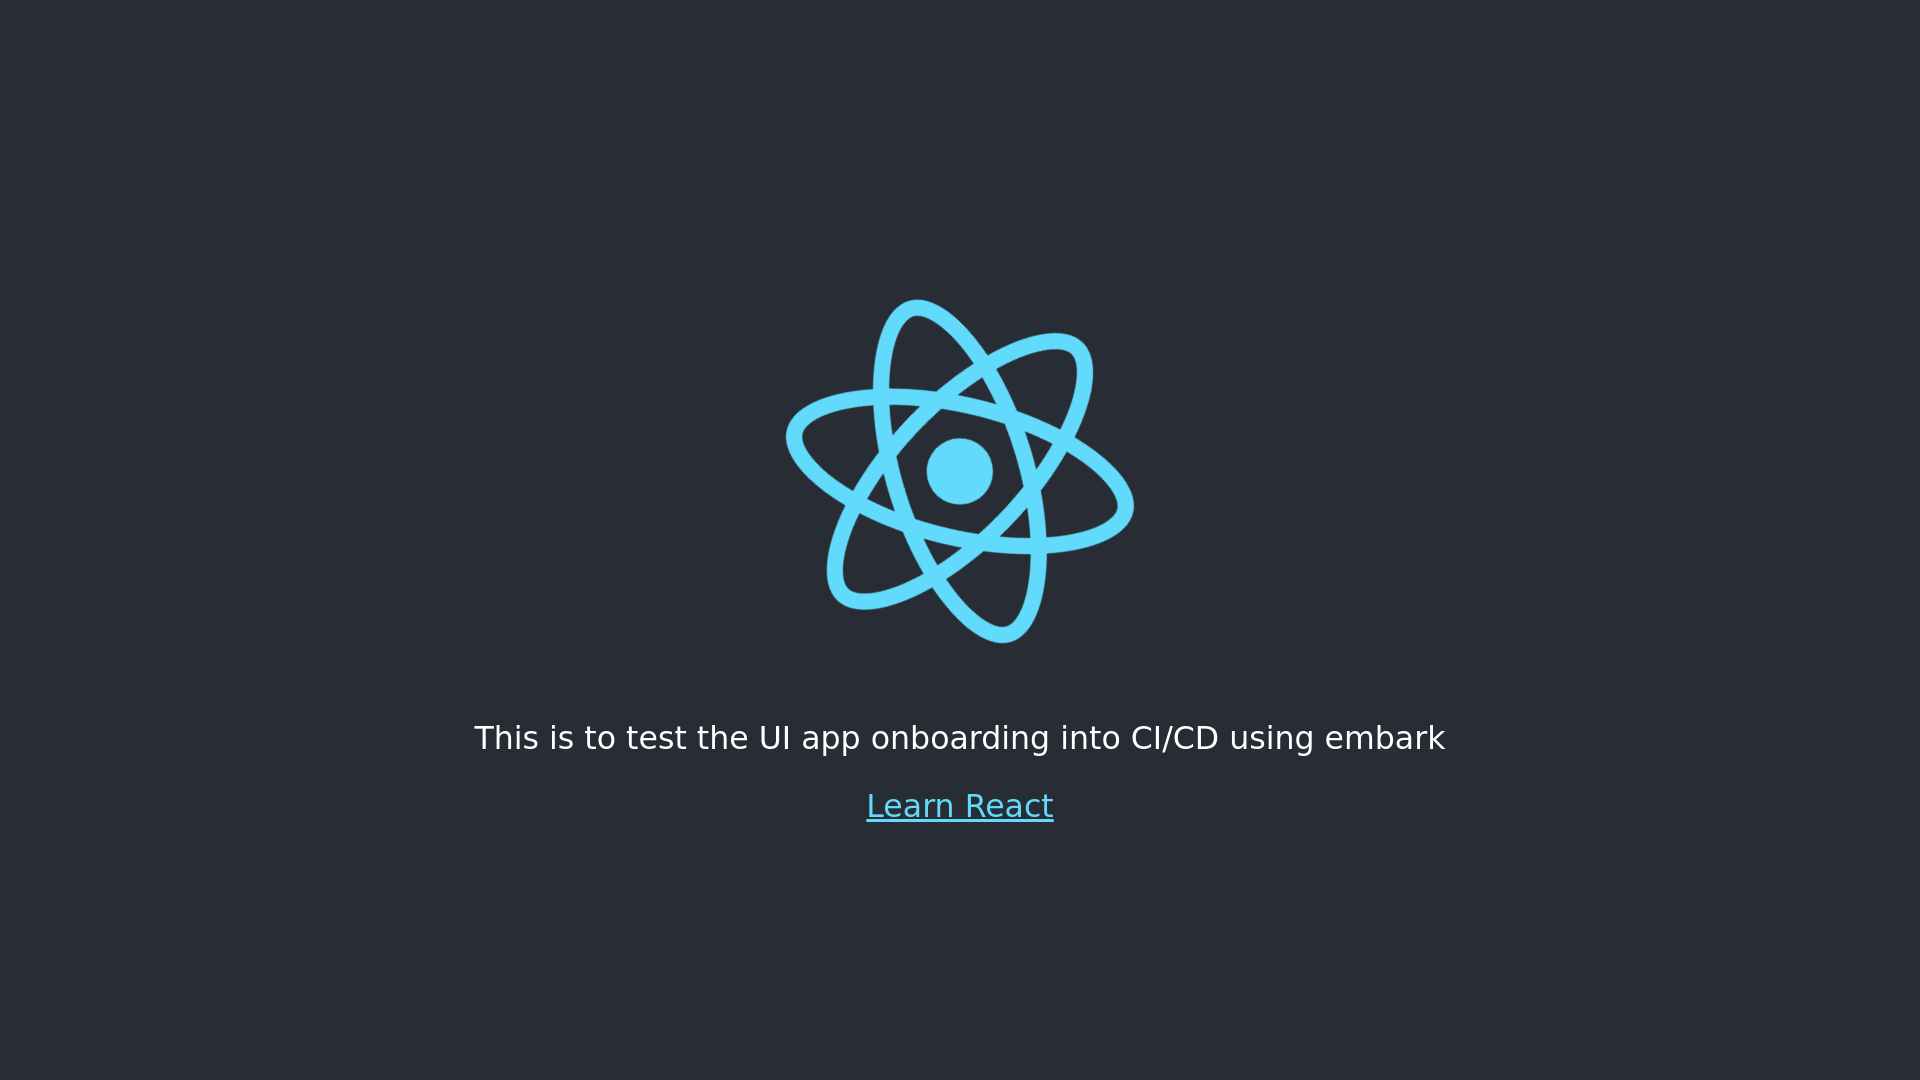 This is to test the UI app onboarding into CI/CD using embark
Learn React